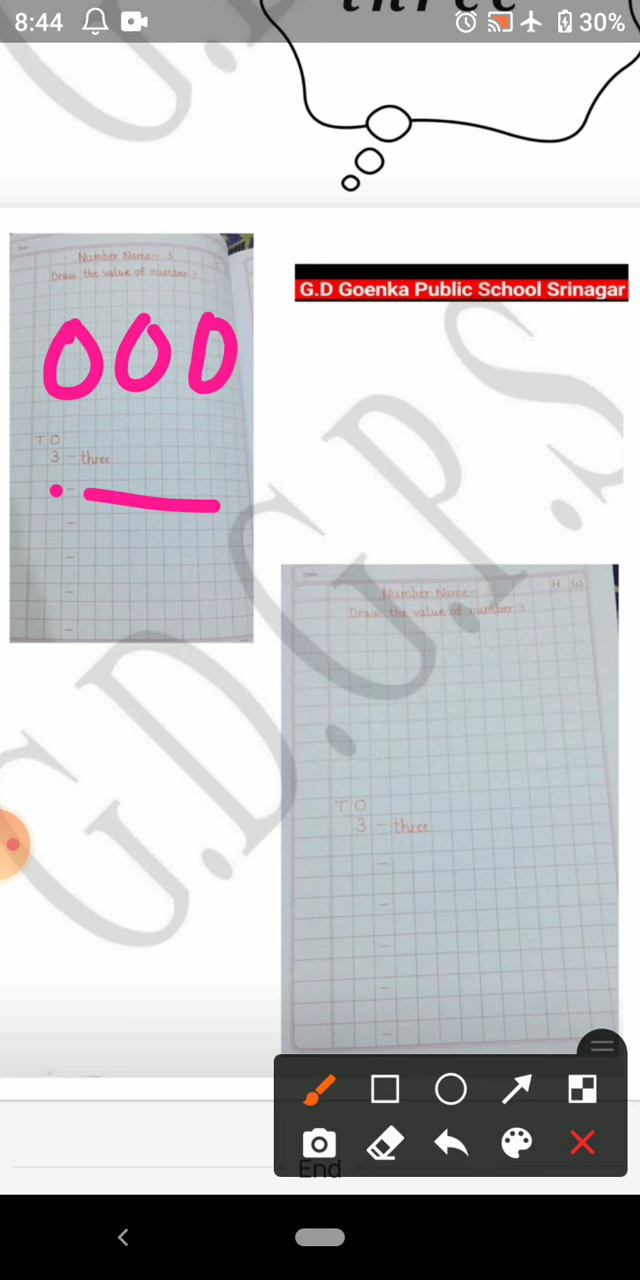 8:44
30%
three
Number Name- 3
Draw the value of number 3
G.D Goenka Public School Srinagar
T O
3 - three
H W
Number Name-
Draw the value of number 3
T O
3 - three
G.D.G.P.S
End